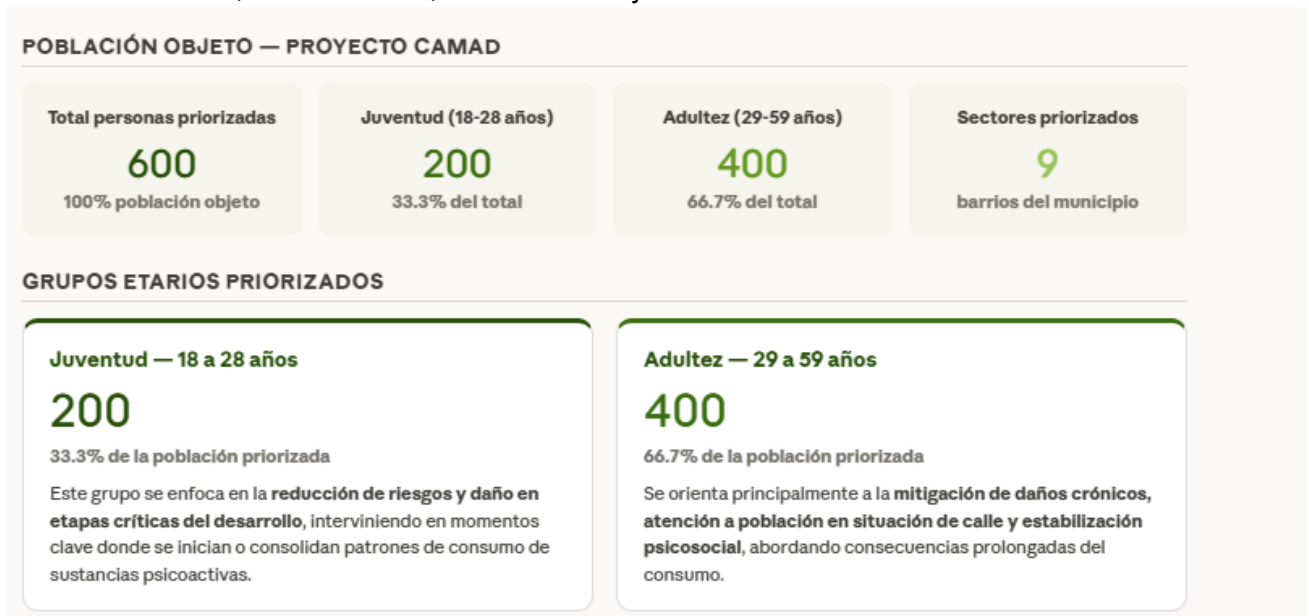 POBLACIÓN OBJETO — PROYECTO CAMAD
Total personas priorizadas
600
100% población objeto
Juventud (18-28 años)
200
33.3% del total
Adultez (29-59 años)
400
66.7% del total
Sectores priorizados
9
barrios del municipio
GRUPOS ETARIOS PRIORIZADOS
Juventud — 18 a 28 años
200
33.3% de la población priorizada
Este grupo se enfoca en la reducción de riesgos y daño en
etapas críticas del desarrollo, interviniendo en momentos
clave donde se inician o consolidan patrones de consumo de
sustancias psicoactivas.
Adultez — 29 a 59 años
400
66.7% de la población priorizada
Se orienta principalmente a la mitigación de daños crónicos,
atención a población en situación de calle y estabilización
psicosocial, abordando consecuencias prolongadas del
consumo.